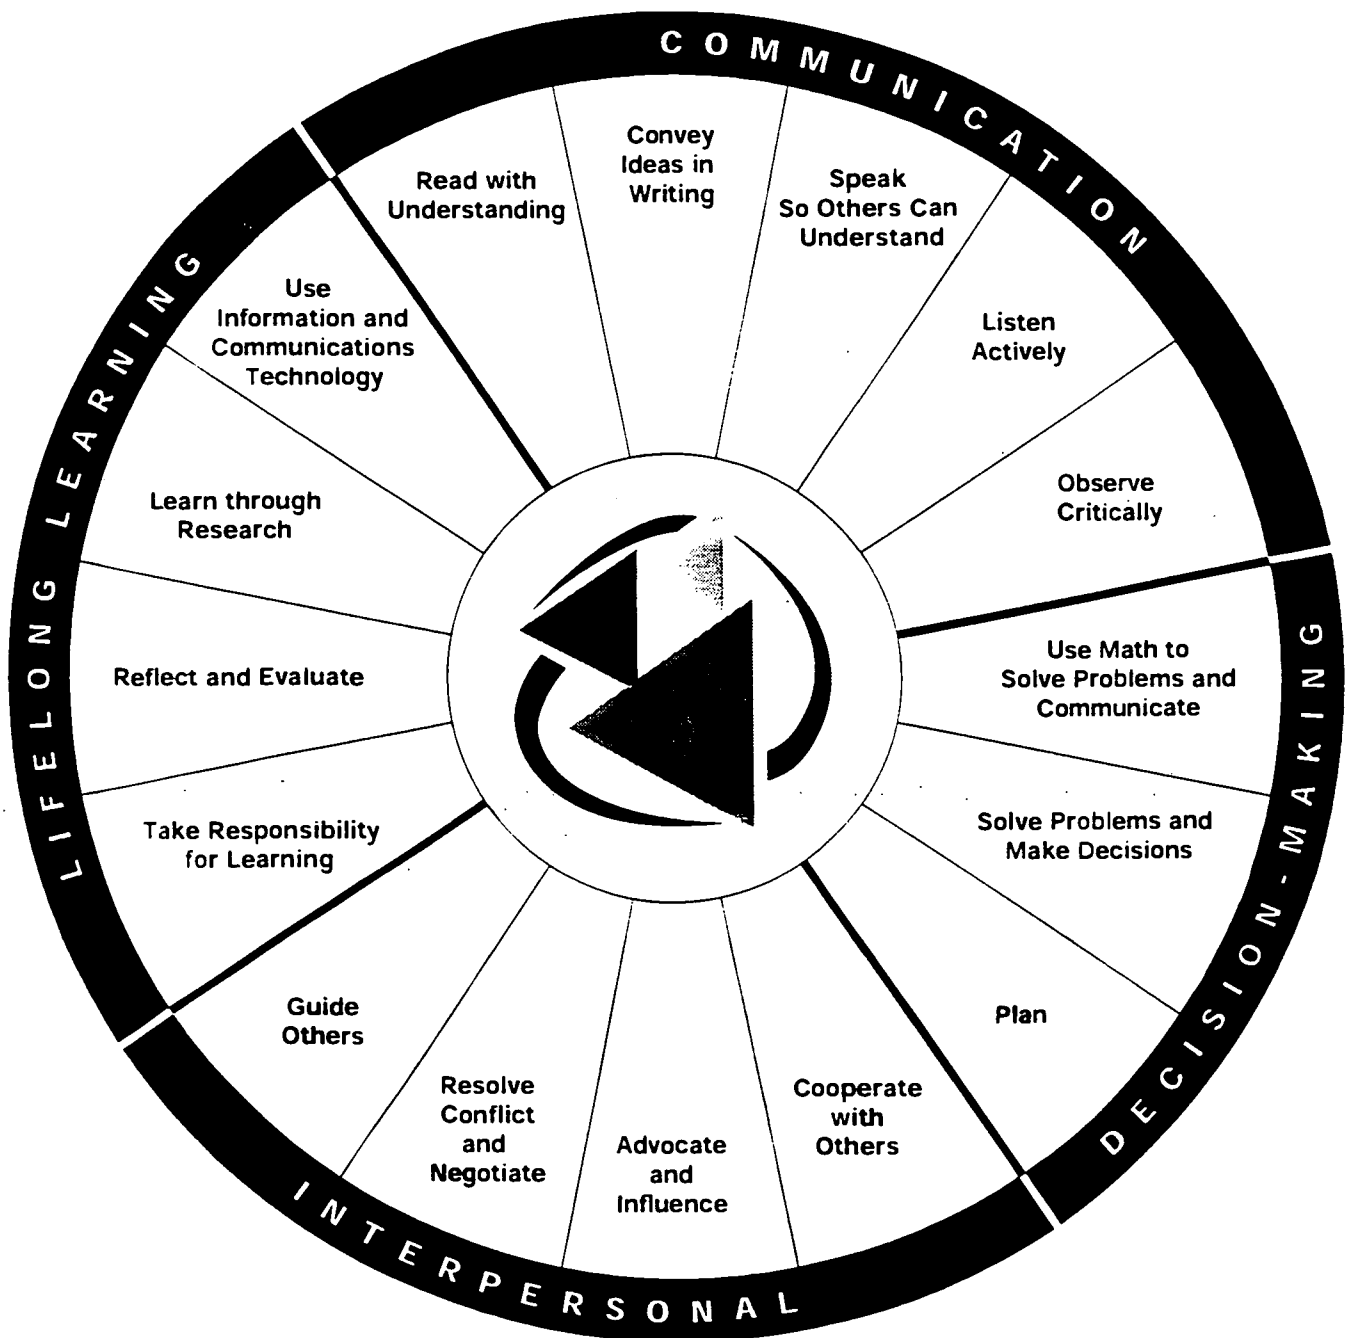 COMMUNICATION
Read with
Understanding
Convey
Ideas in
Writing
Speak
So Others Can
Understand
Listen
Actively
Observe
Critically
DECISION-MAKING
Use Math to
Solve Problems and
Communicate
Solve Problems and
Make Decisions
Plan
INTERPERSONAL
Cooperate
with
Others
Advocate
and
Influence
Resolve
Conflict
and
Negotiate
Guide
Others
LIFELONG LEARNING
Take Responsibility
for Learning
Reflect and Evaluate
Learn through
Research
Use
Information and
Communications
Technology